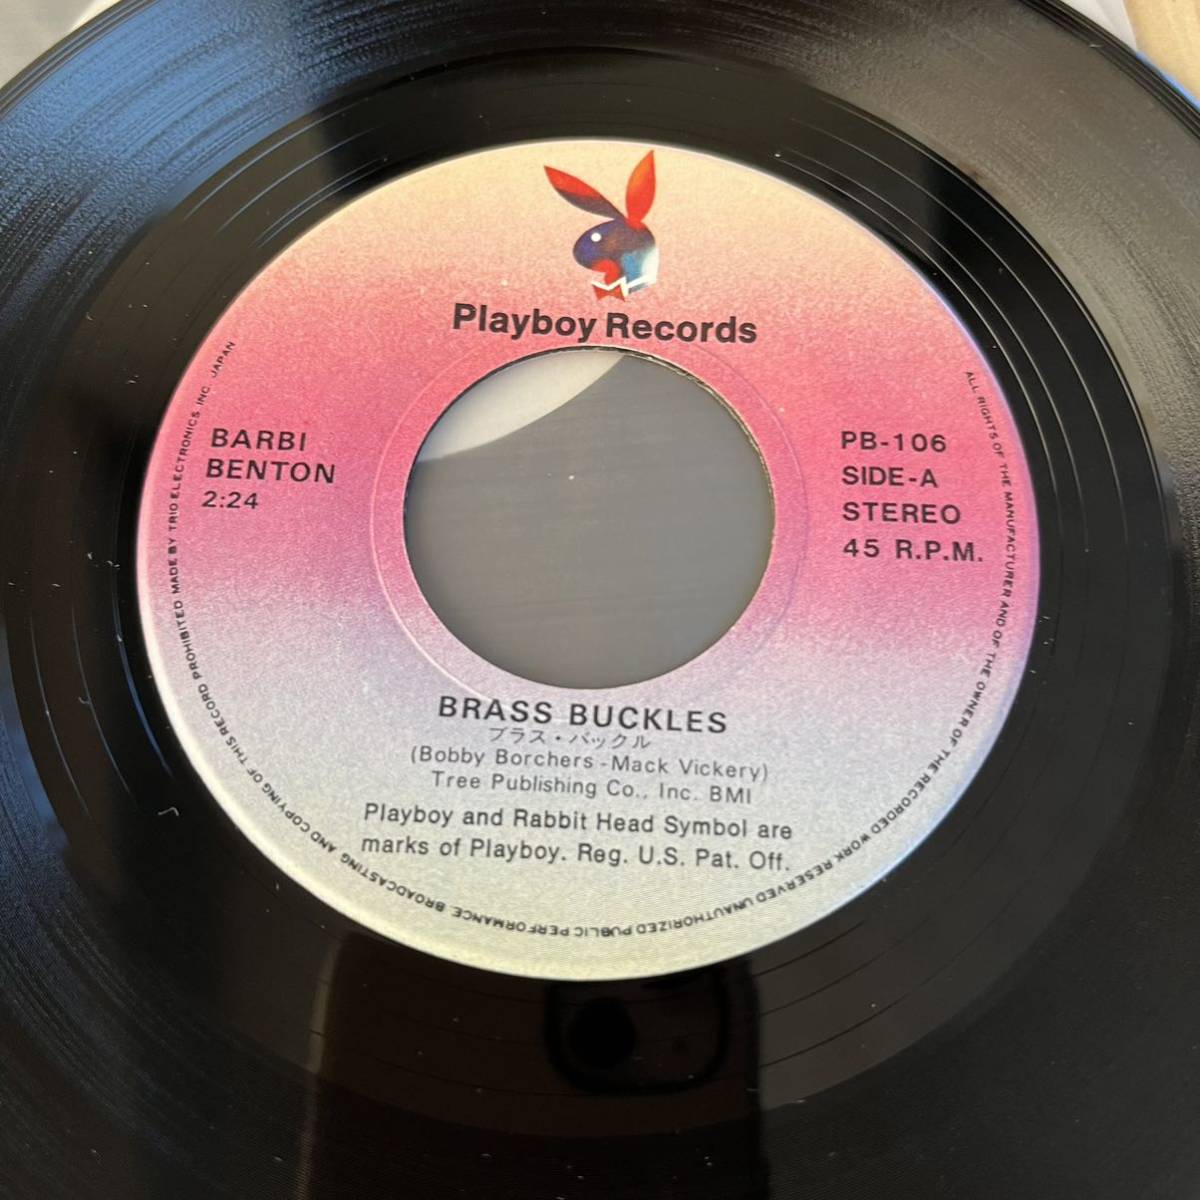 Playboy Records
BARBI
BENTON
2:24
PB-106
SIDE-A
STEREO
45 R.P.M.
BRASS BUCKLES
ブラス・バックル
(Bobby Borchers-Mack Vickery)
Tree Publishing Co., Inc. BMI
Playboy and Rabbit Head Symbol are
marks of Playboy. Reg. U.S. Pat. Off.
ALL RIGHTS OF THE MANUFACTURER AND OF THE OWNER OF THE RECORDED WORK RESERVED UNAUTHORIZED PUBLIC PERFORMANCE. BROADCASTING AND COPYING OF THIS RECORD PROHIBITED MADE BY TRIO ELECTRONICS INC. JAPAN